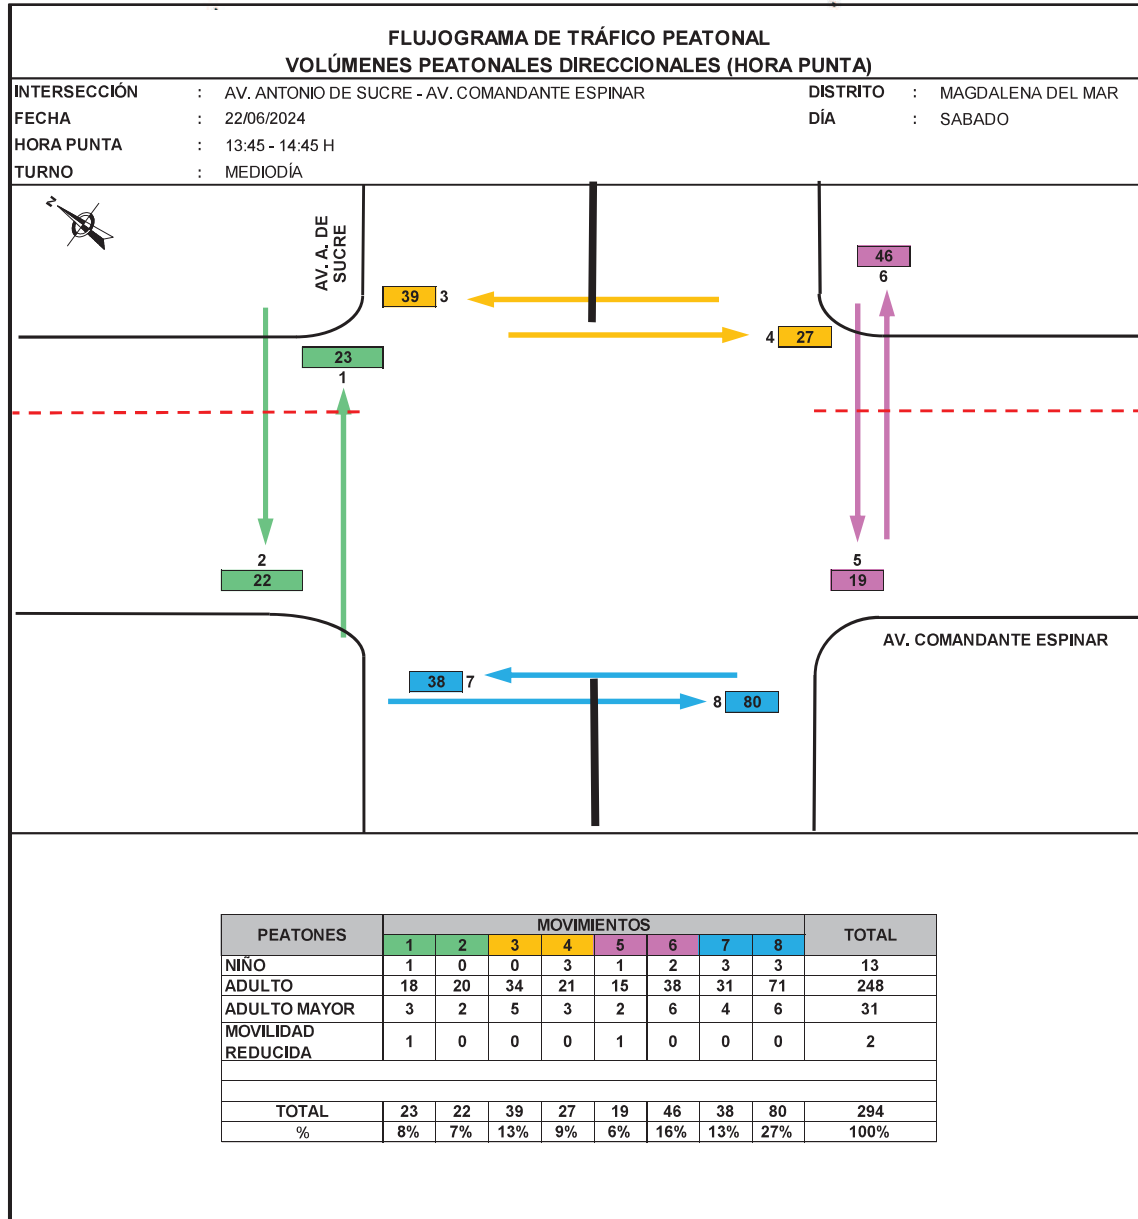 FLUJOGRAMA DE TRÁFICO PEATONAL
VOLÚMENES PEATONALES DIRECCIONALES (HORA PUNTA)
INTERSECCIÓN : AV. ANTONIO DE SUCRE - AV. COMANDANTE ESPINAR DISTRITO : MAGDALENA DEL MAR
FECHA : 22/06/2024 DÍA : SABADO
HORA PUNTA : 13:45 - 14:45 H
TURNO : MEDIODÍA
N
AV. A. DE
SUCRE
46
6
39 3
4 27
23
1
2
22
5
19
AV. COMANDANTE ESPINAR
38 7
8 80
PEATONES MOVIMIENTOS TOTAL
1 2 3 4 5 6 7 8
NIÑO 1 0 0 3 1 2 3 3 13
ADULTO 18 20 34 21 15 38 31 71 248
ADULTO MAYOR 3 2 5 3 2 6 4 6 31
MOVILIDAD
REDUCIDA 1 0 0 0 1 0 0 0 2
TOTAL 23 22 39 27 19 46 38 80 294
% 8% 7% 13% 9% 6% 16% 13% 27% 100%